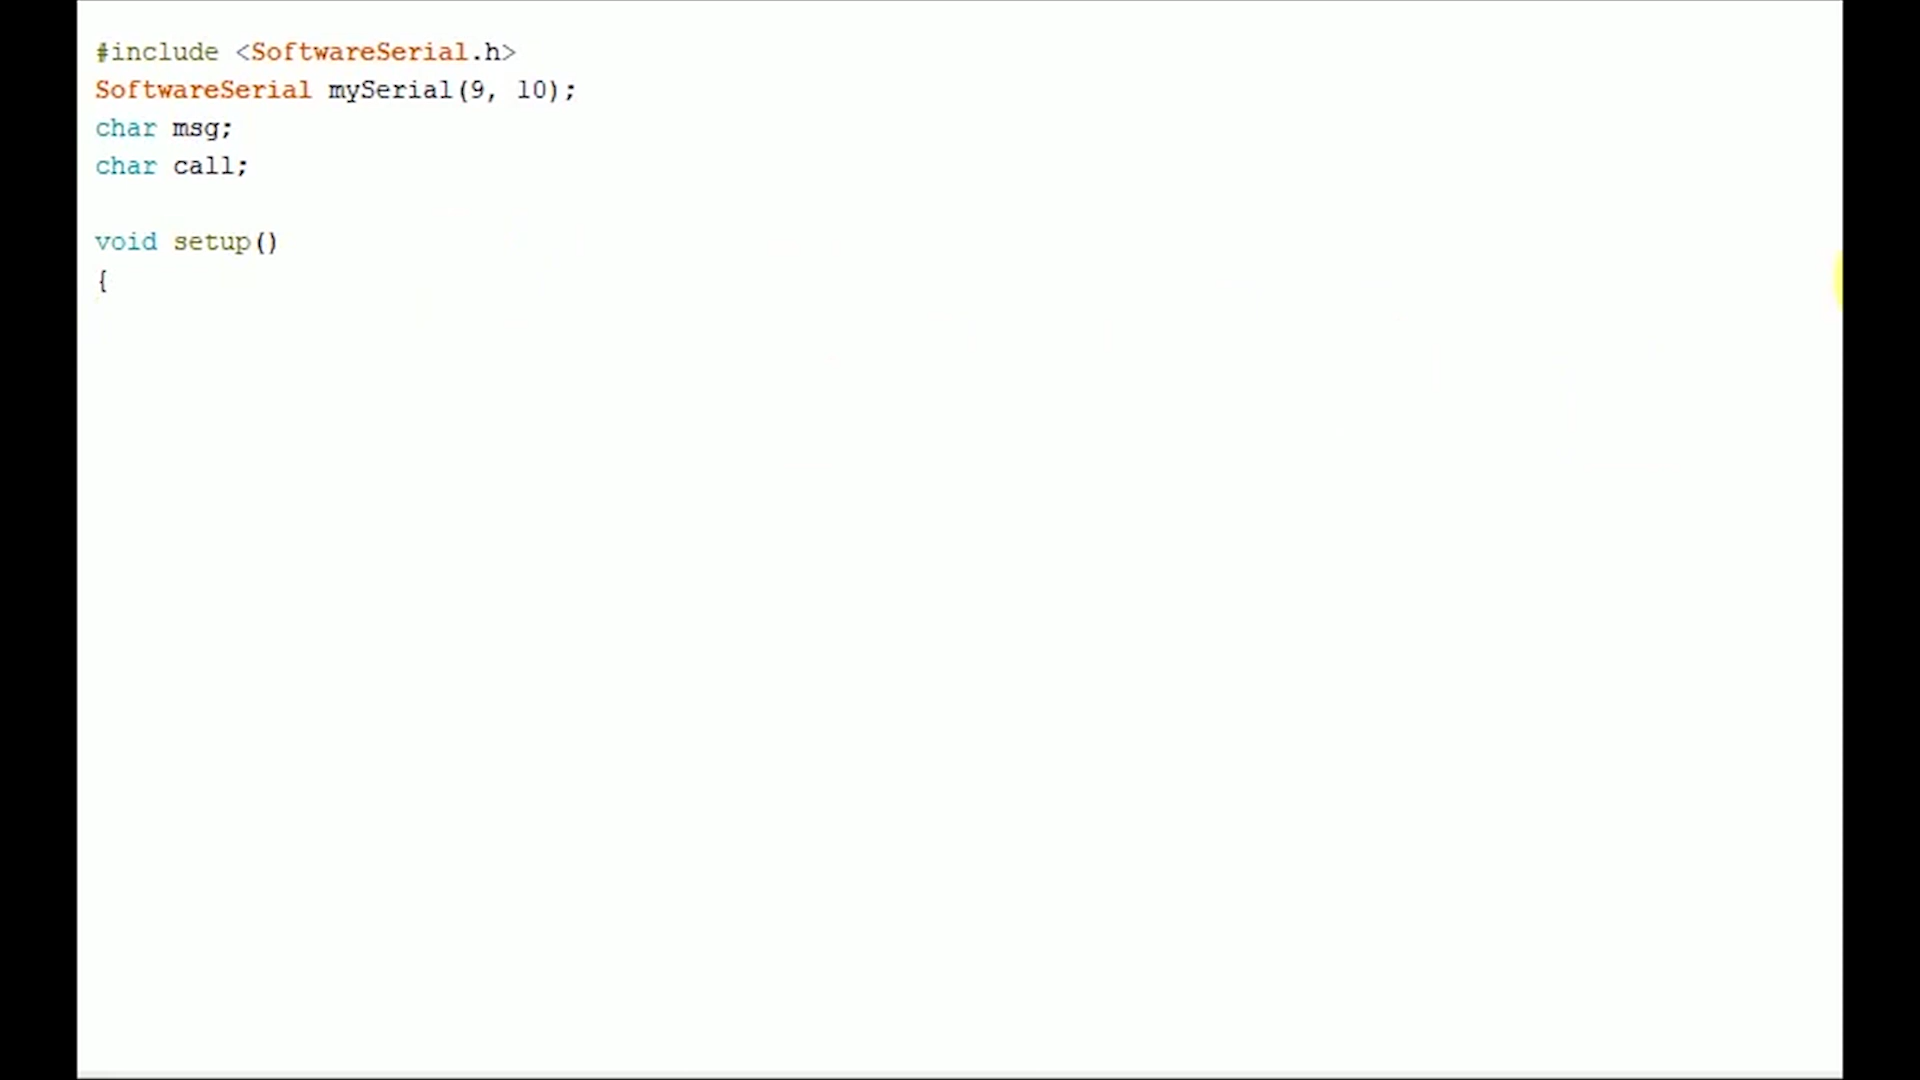 #include <SoftwareSerial.h>
SoftwareSerial mySerial(9, 10);
char msg;
char call;
void setup()
{